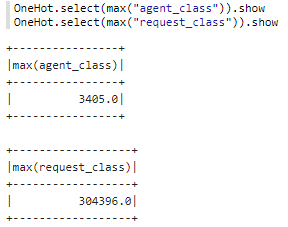 OneHot.select(max("agent_class")).show
OneHot.select(max("request_class")).show
+----------------+
|max(agent_class)|
+----------------+
|          3405.0|
+----------------+
+------------------+
|max(request_class)|
+------------------+
|          304396.0|
+------------------+